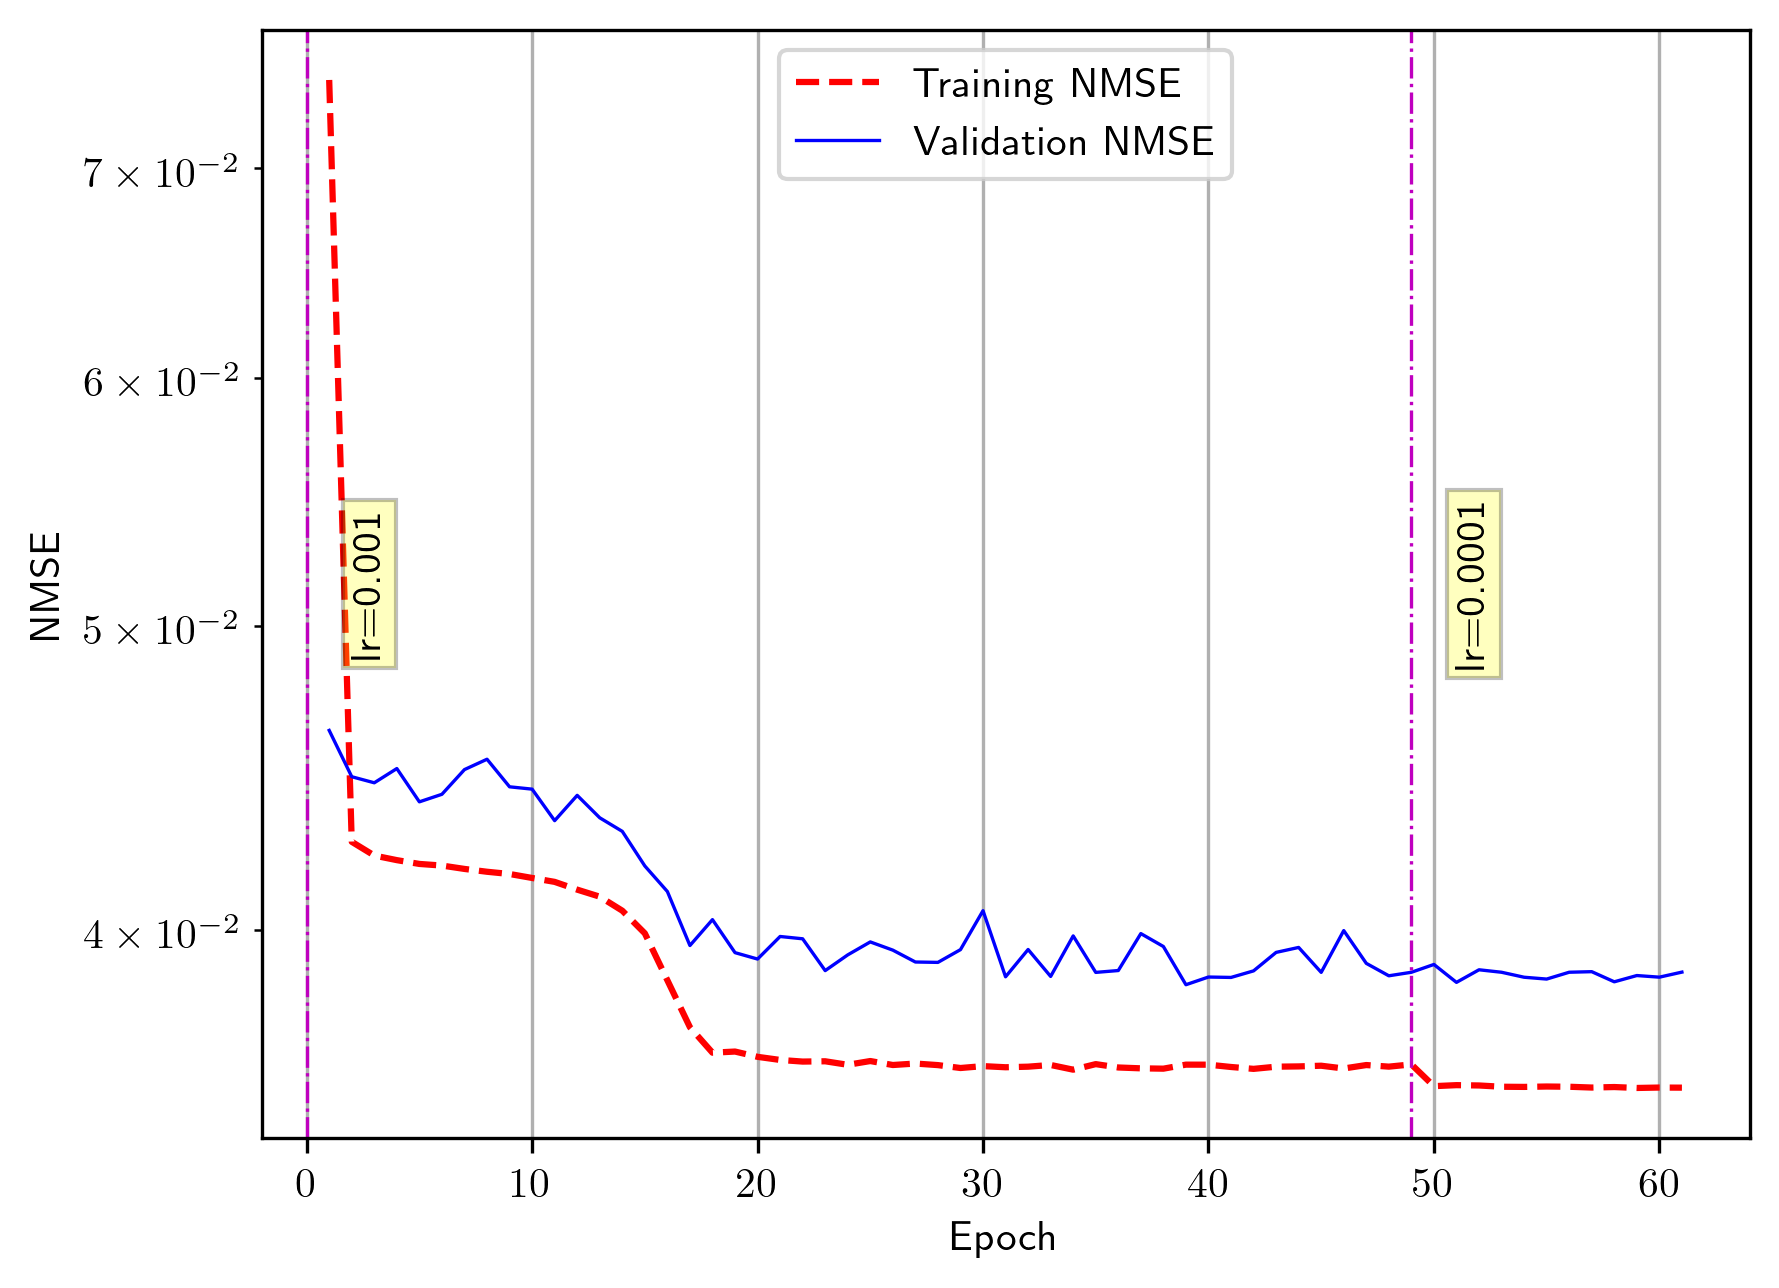 Training NMSE
Validation NMSE
7 × 10⁻²
6 × 10⁻²
5 × 10⁻²
4 × 10⁻²
NMSE
lr=0.001
lr=0.0001
0 10 20 30 40 50 60
Epoch